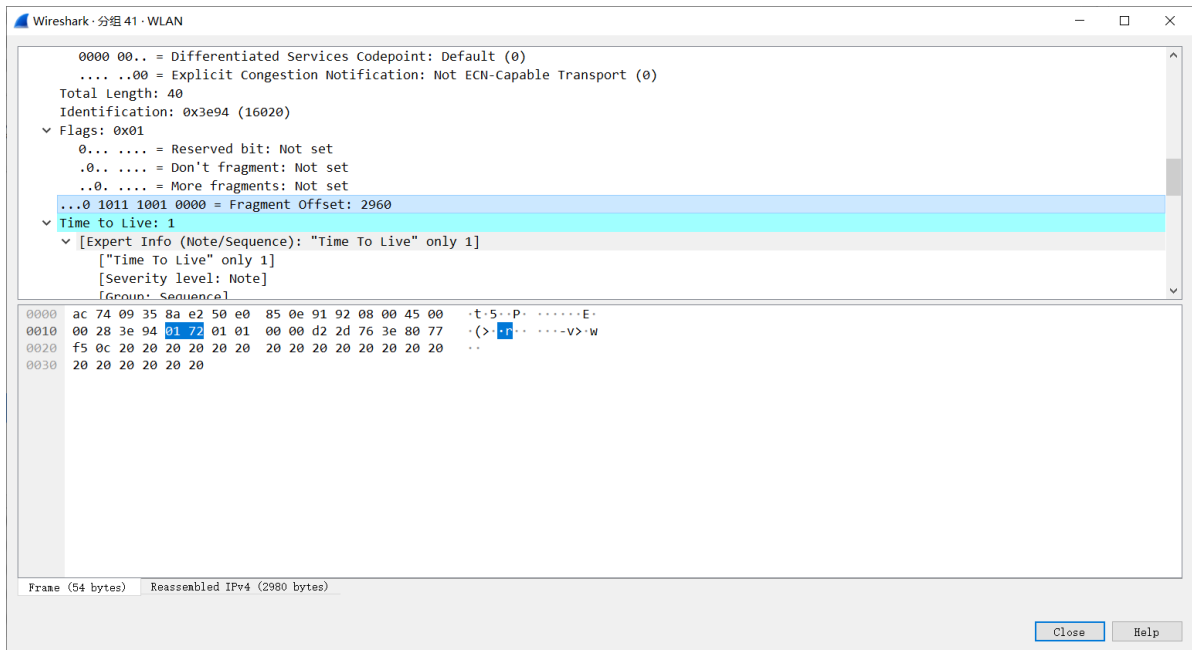 Wireshark · 分组 41 · WLAN
0000 00.. = Differentiated Services Codepoint: Default (0)
.... ..00 = Explicit Congestion Notification: Not ECN-Capable Transport (0)
Total Length: 40
Identification: 0x3e94 (16020)
Flags: 0x01
0... .... = Reserved bit: Not set
.0.. .... = Don't fragment: Not set
..0. .... = More fragments: Not set
...0 1011 1001 0000 = Fragment Offset: 2960
Time to Live: 1
[Expert Info (Note/Sequence): "Time To Live" only 1]
["Time To Live" only 1]
[Severity level: Note]
[Group: Sequence]
0000 ac 74 09 35 8a e2 50 e0 85 0e 91 92 08 00 45 00 ·t·5··P· ······E·
0010 00 28 3e 94 01 72 01 01 00 00 d2 2d 76 3e 80 77 ·(>··r·· ···-v>·w
0020 f5 0c 20 20 20 20 20 20 20 20 20 20 20 20 20 20 ··
0030 20 20 20 20 20 20
Frame (54 bytes) Reassembled IPv4 (2980 bytes)
Close Help